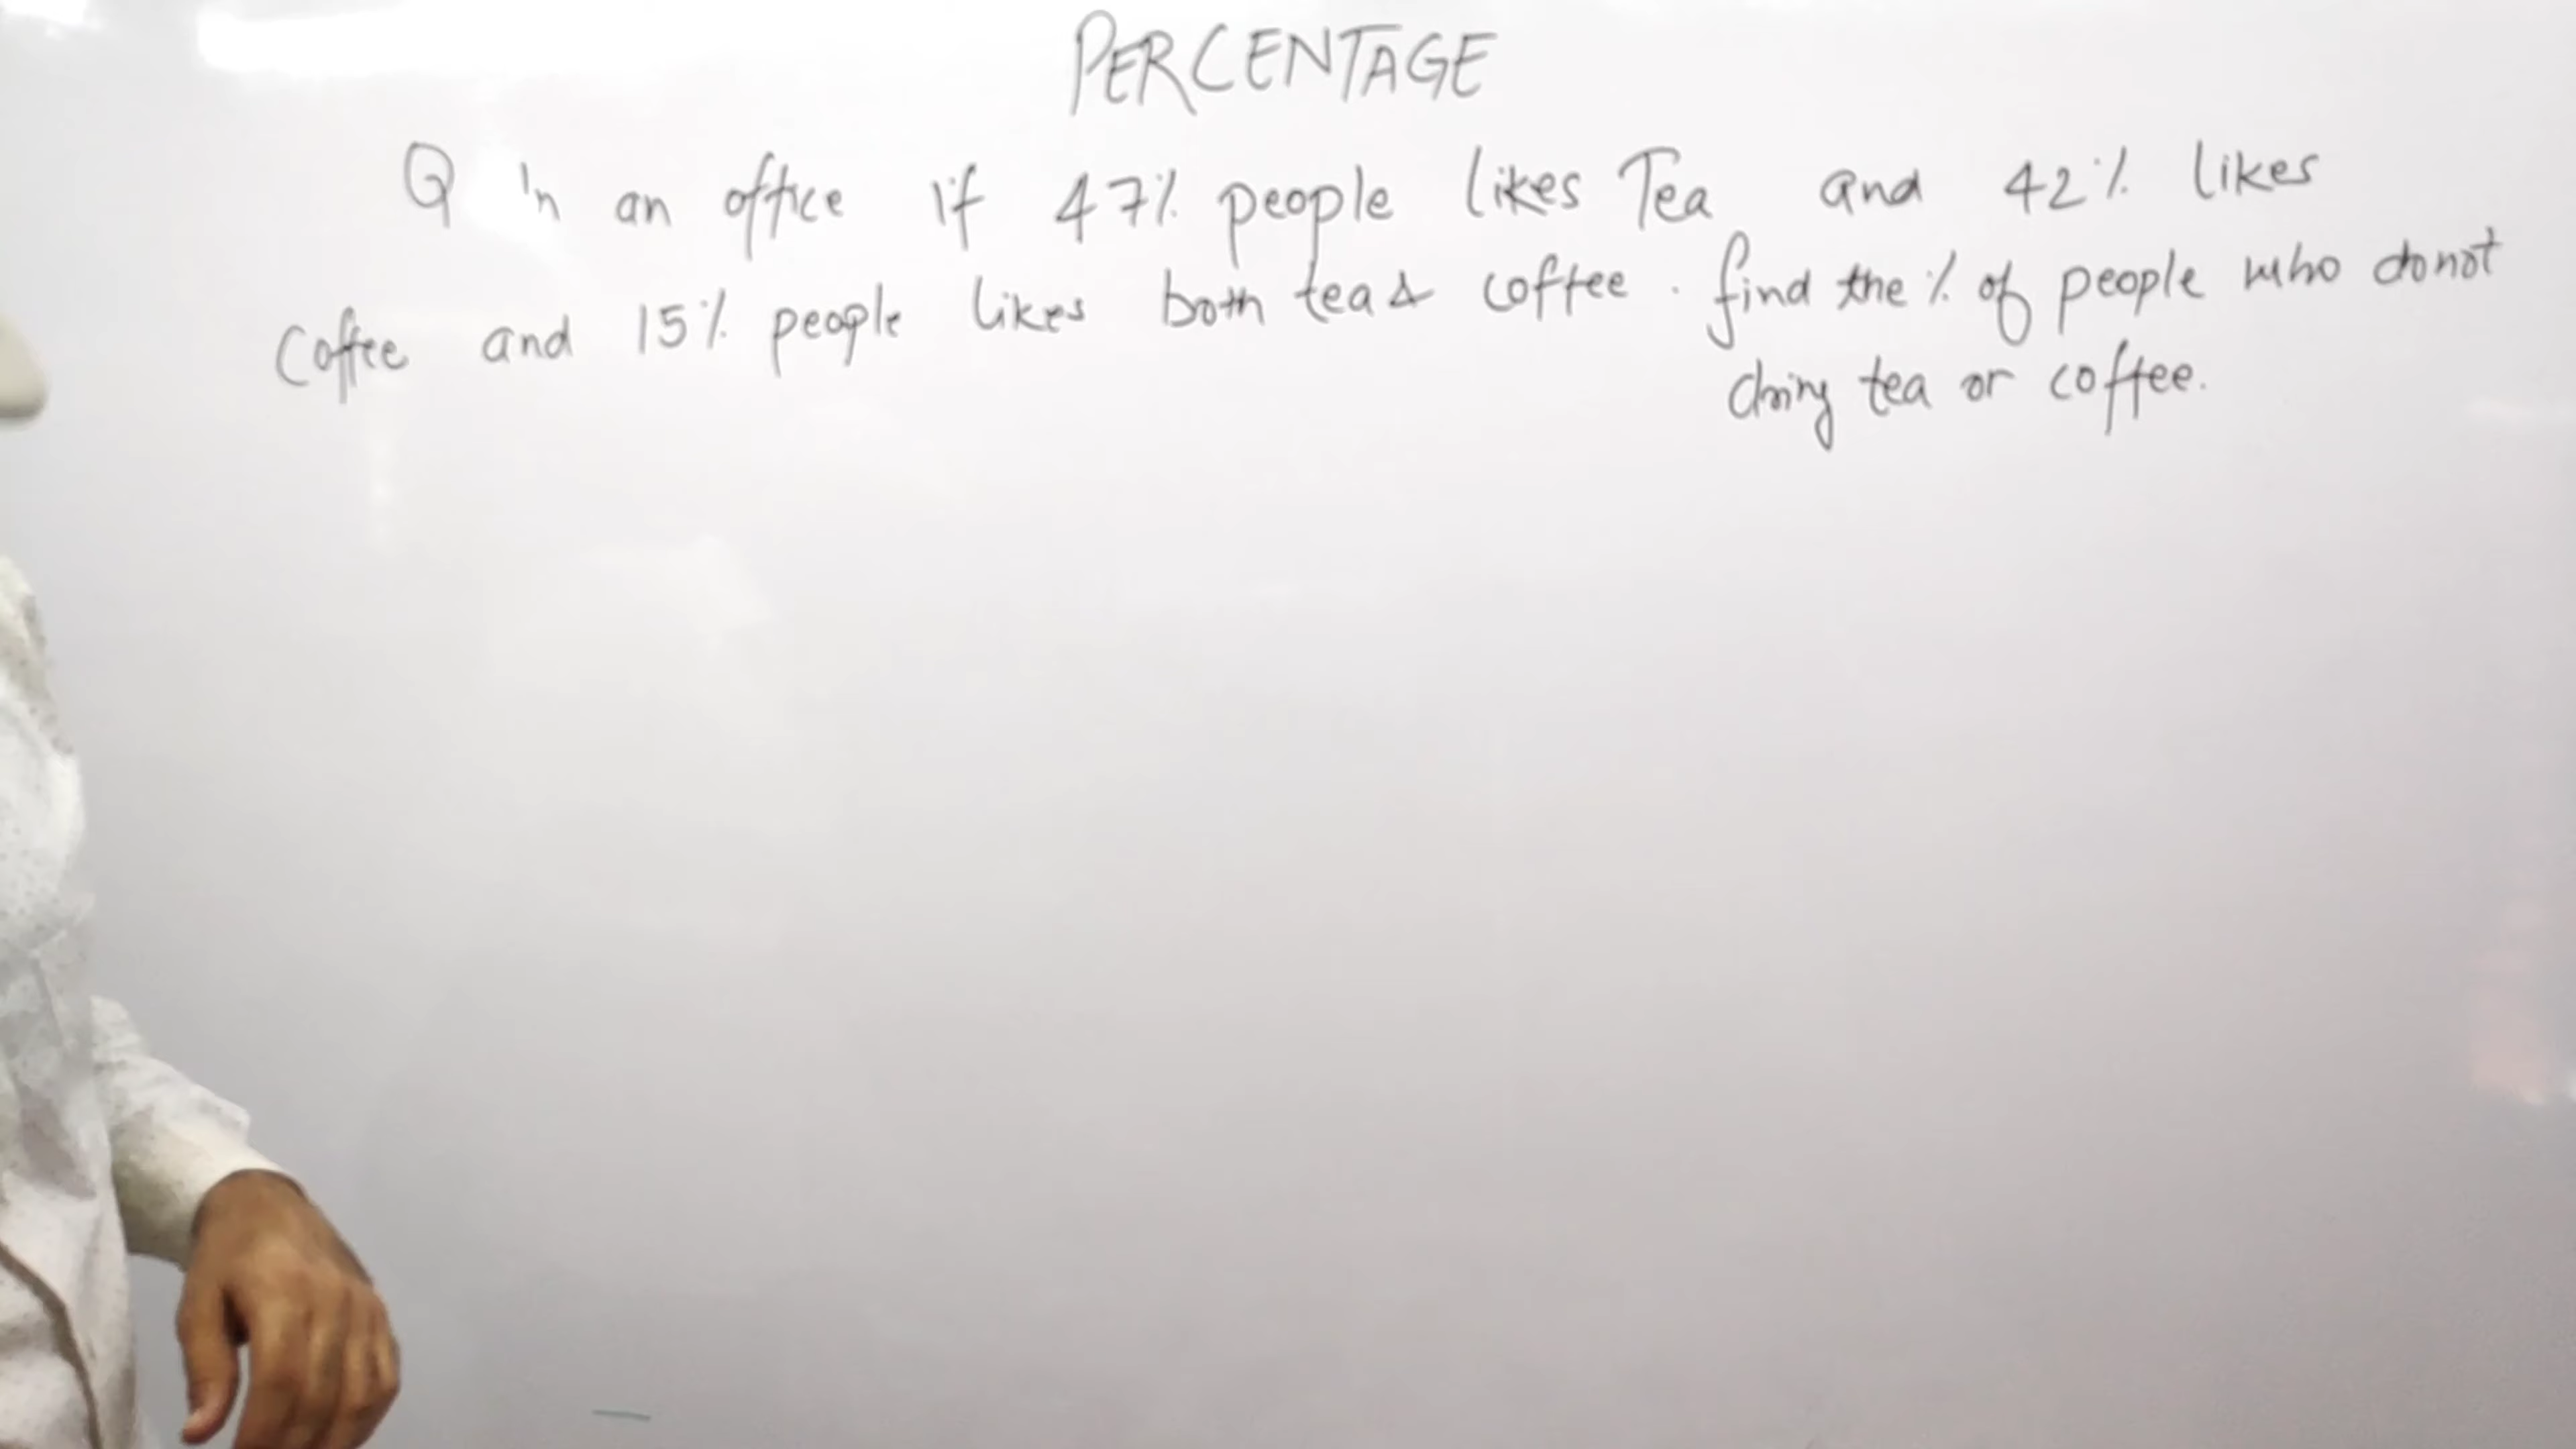 PERCENTAGE
Q In an office if 47% people likes Tea and 42% likes
Coffee and 15% people likes both tea & coffee. find the % of people who donot
tea or coffee.